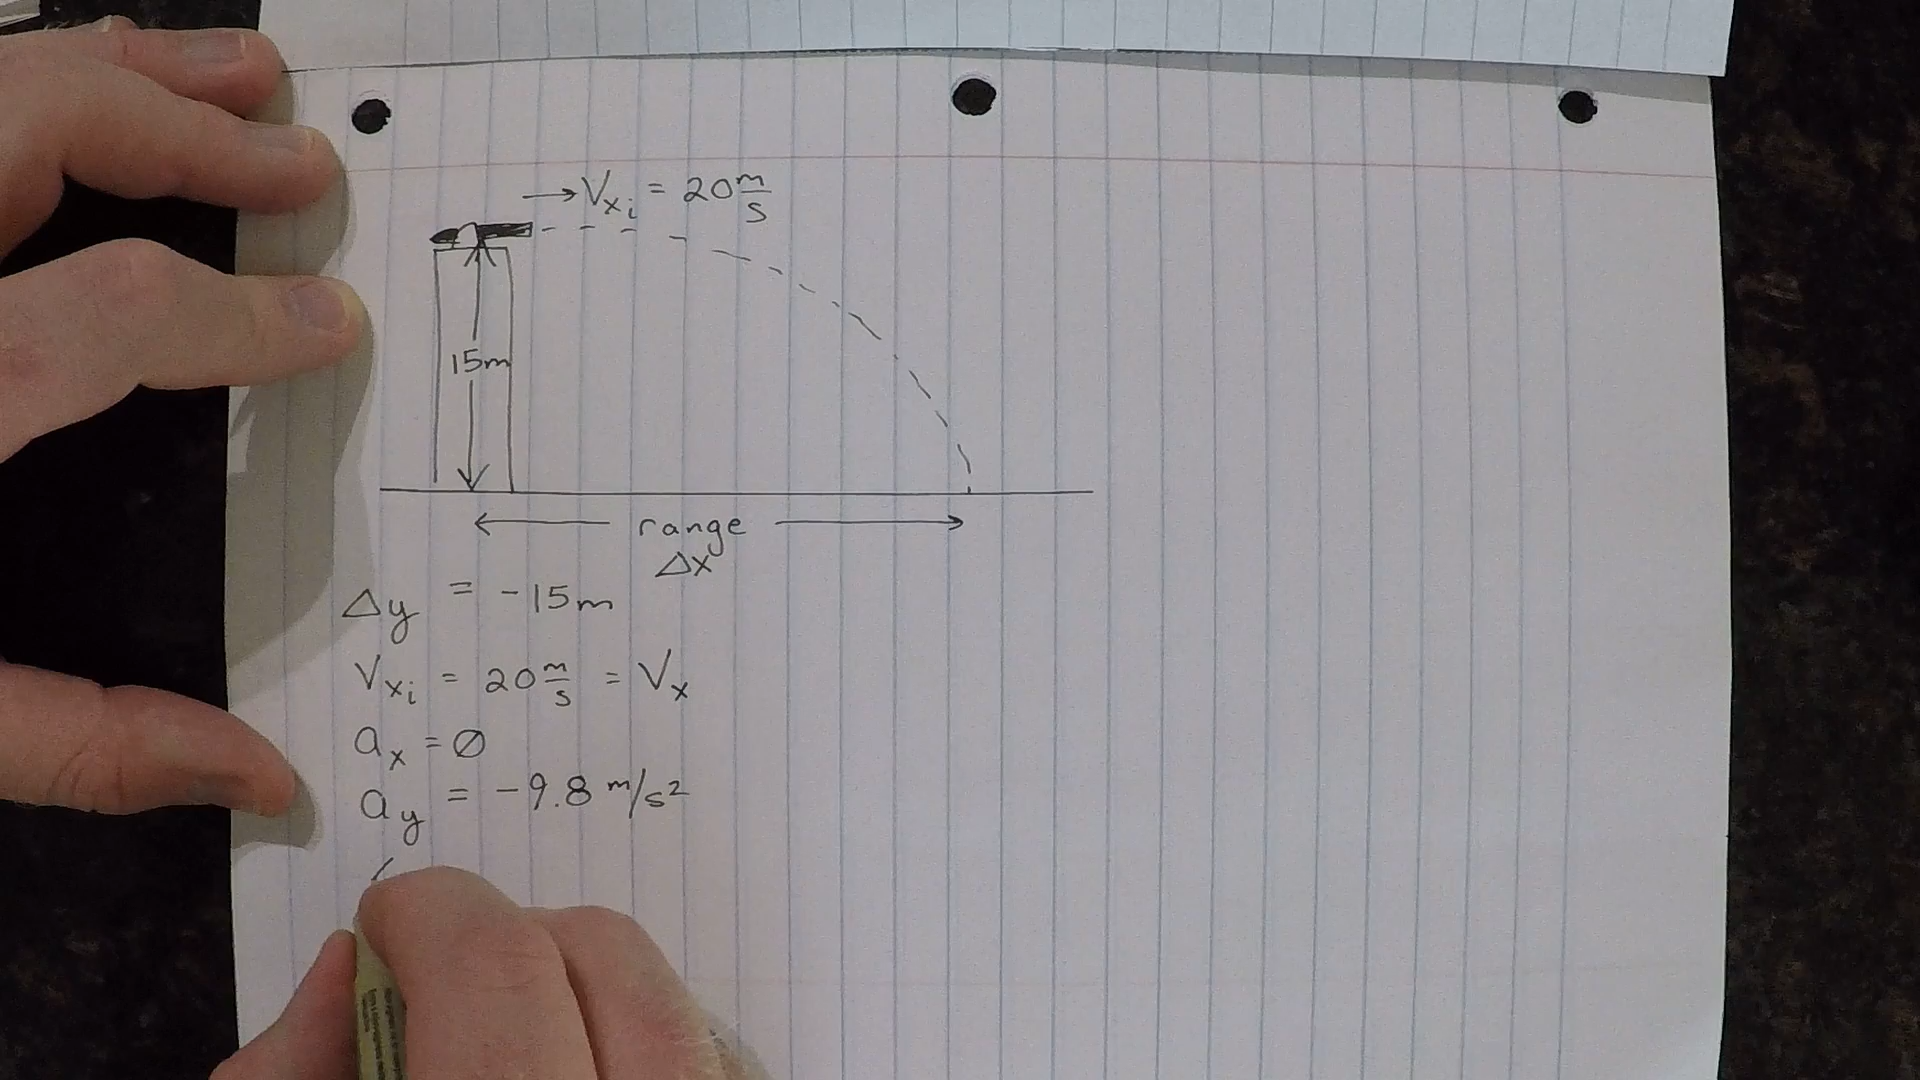 → Vxi = 20 m/s
15m
range
Δx
Δy = -15m
Vxi = 20 m/s = Vx
ax = Ø
ay = -9.8 m/s²